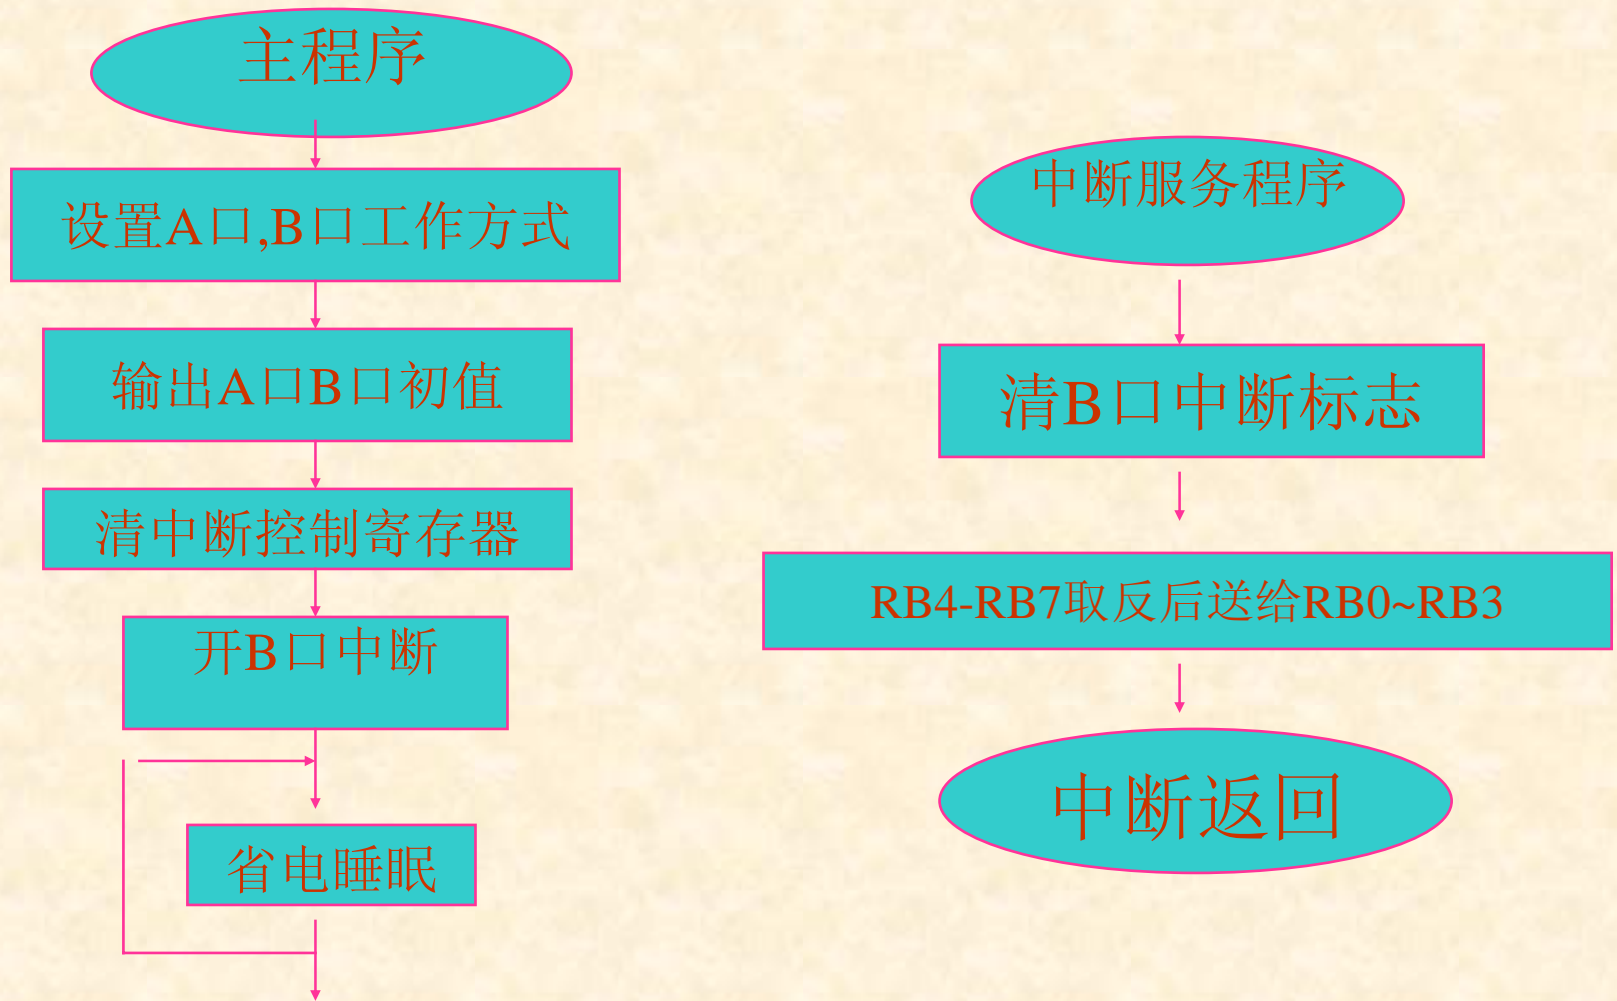 主程序
设置A口,B口工作方式
输出A口B口初值
清中断控制寄存器
开B口中断
省电睡眠
中断服务程序
清B口中断标志
RB4-RB7取反后送给RB0~RB3
中断返回